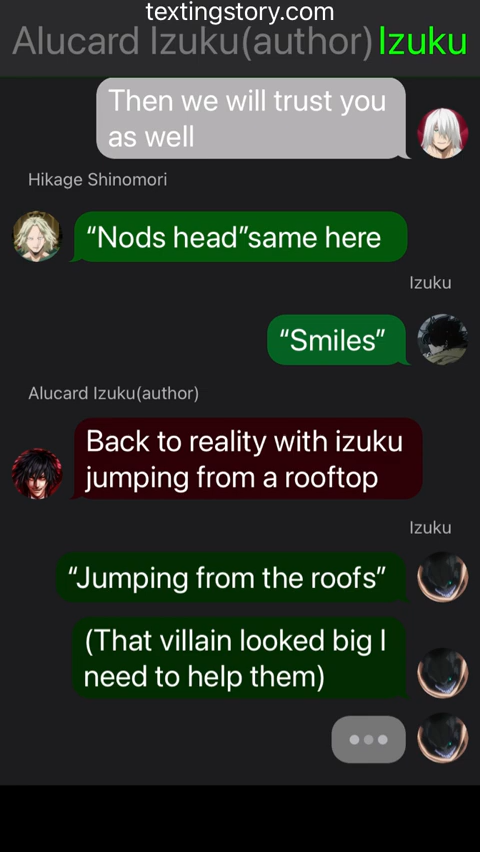 textingstory.com
Alucard Izuku(author) Izuku
Then we will trust you
as well
Hikage Shinomori
“Nods head”same here
Izuku
“Smiles”
Alucard Izuku(author)
Back to reality with izuku
jumping from a rooftop
Izuku
“Jumping from the roofs”
(That villain looked big I
need to help them)